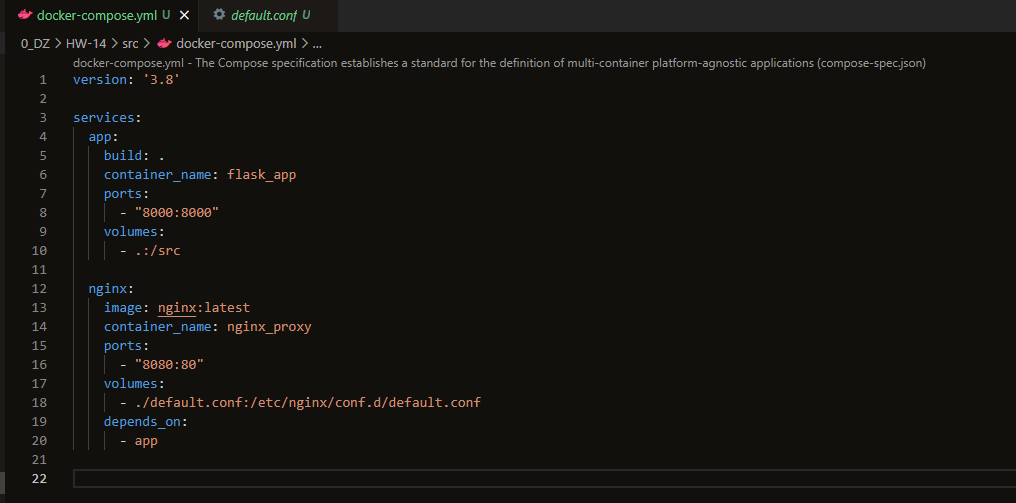 docker-compose.yml U ×   default.conf U
0_DZ > HW-14 > src > docker-compose.yml > ...
docker-compose.yml - The Compose specification establishes a standard for the definition of multi-container platform-agnostic applications (compose-spec.json)
1 version: '3.8'
2
3 services:
4   app:
5     build: .
6     container_name: flask_app
7     ports:
8       - "8000:8000"
9     volumes:
10       - .:/src
11
12   nginx:
13     image: nginx:latest
14     container_name: nginx_proxy
15     ports:
16       - "8080:80"
17     volumes:
18       - ./default.conf:/etc/nginx/conf.d/default.conf
19     depends_on:
20       - app
21
22